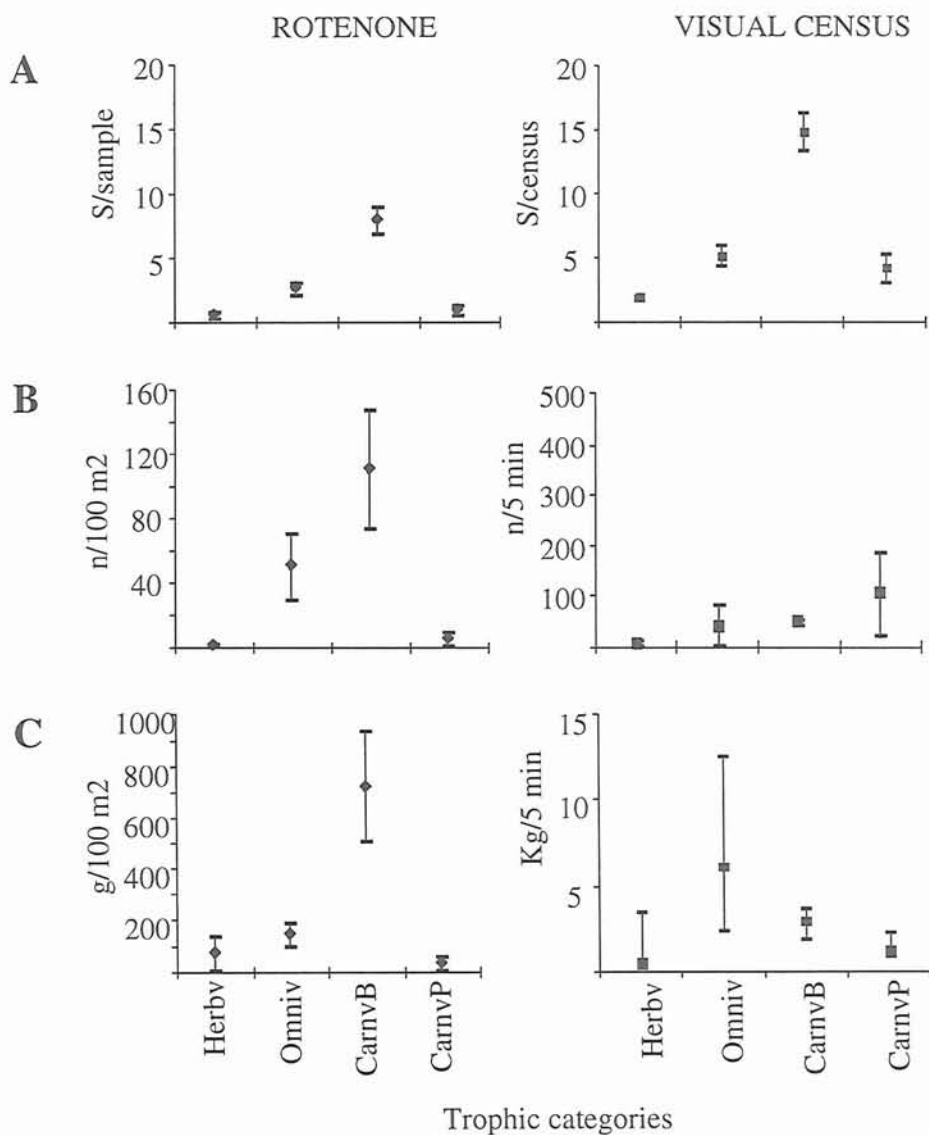 ROTENONE
VISUAL CENSUS
A
S/sample
20
15
10
5
S/census
20
15
10
5
B
n/100 m2
160
120
80
40
n/5 min
500
400
300
200
100
C
g/100 m2
1000
800
600
400
200
Herbv
Omniv
CarnvB
CarnvP
Kg/5 min
15
10
5
Herbv
Omniv
CarnvB
CarnvP
Trophic categories